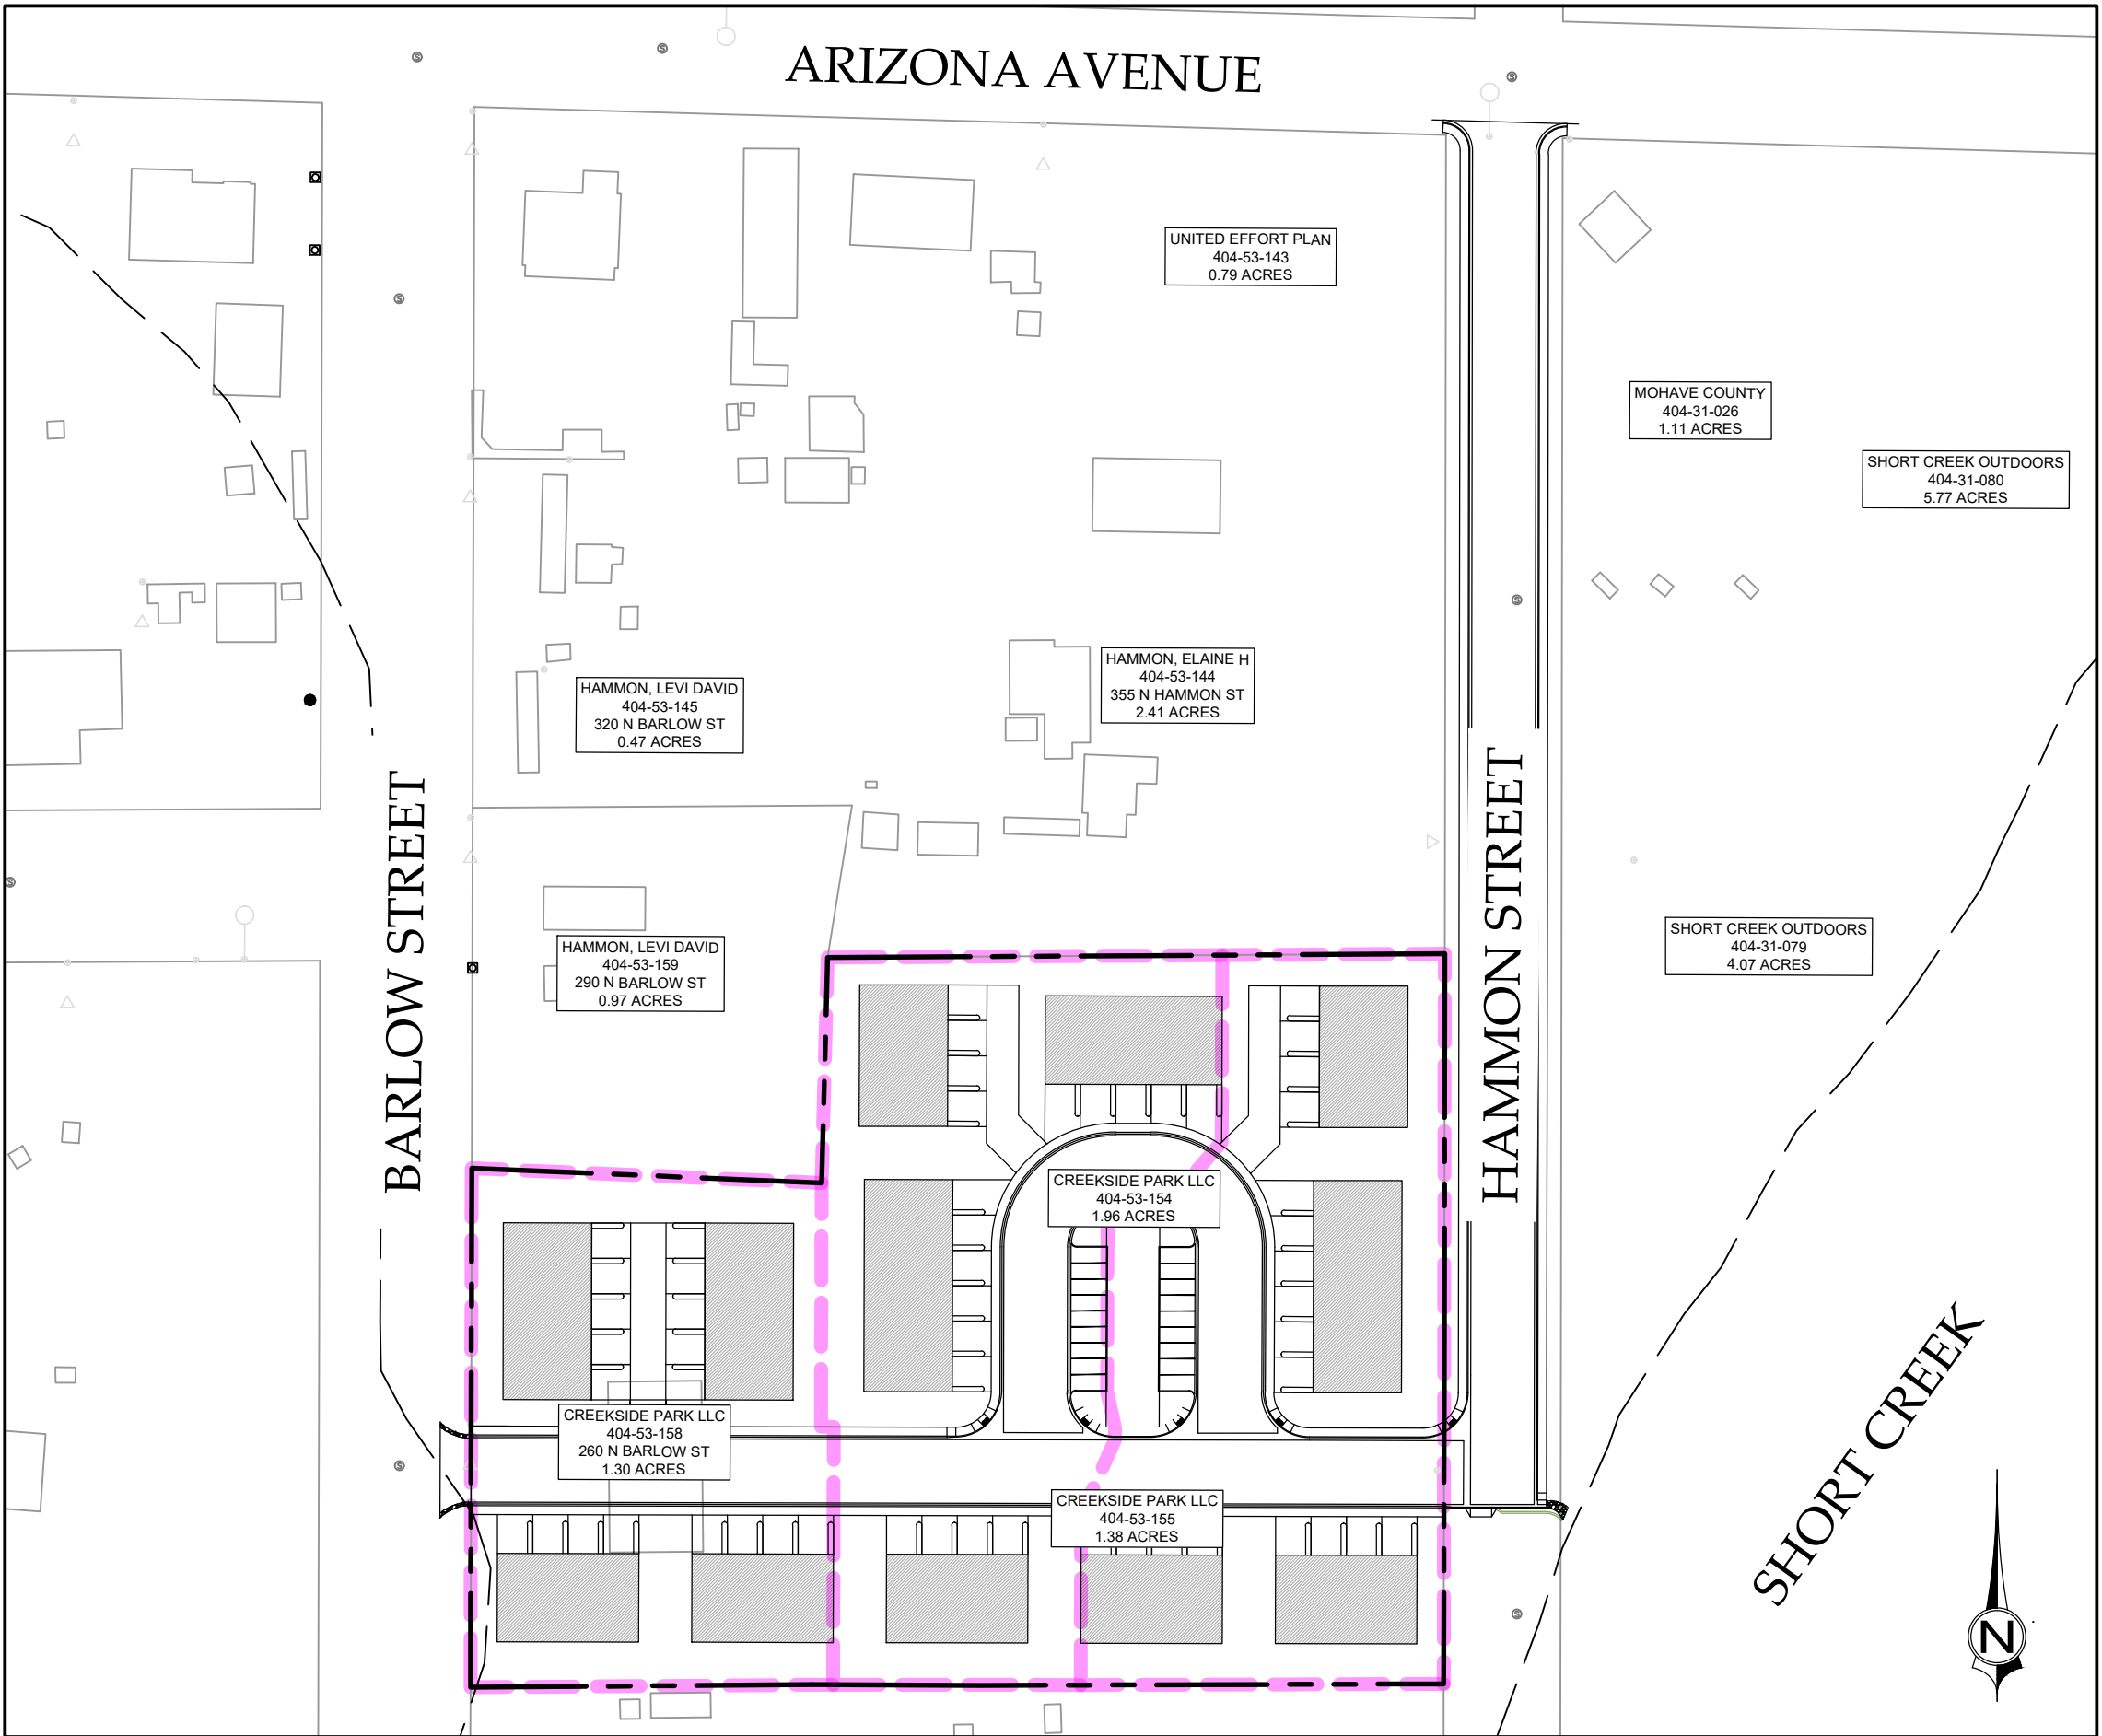 ARIZONA AVENUE
UNITED EFFORT PLAN
404-53-143
0.79 ACRES
MOHAVE COUNTY
404-31-026
1.11 ACRES
SHORT CREEK OUTDOORS
404-31-080
5.77 ACRES
HAMMON, LEVI DAVID
404-53-145
320 N BARLOW ST
0.47 ACRES
HAMMON, ELAINE H
404-53-144
355 N HAMMON ST
2.41 ACRES
BARLOW STREET
HAMMON STREET
HAMMON, LEVI DAVID
404-53-159
290 N BARLOW ST
0.97 ACRES
SHORT CREEK OUTDOORS
404-31-079
4.07 ACRES
CREEKSIDE PARK LLC
404-53-154
1.96 ACRES
CREEKSIDE PARK LLC
404-53-158
260 N BARLOW ST
1.30 ACRES
CREEKSIDE PARK LLC
404-53-155
1.38 ACRES
SHORT CREEK
N
S
S
S
S
S
S
S
S